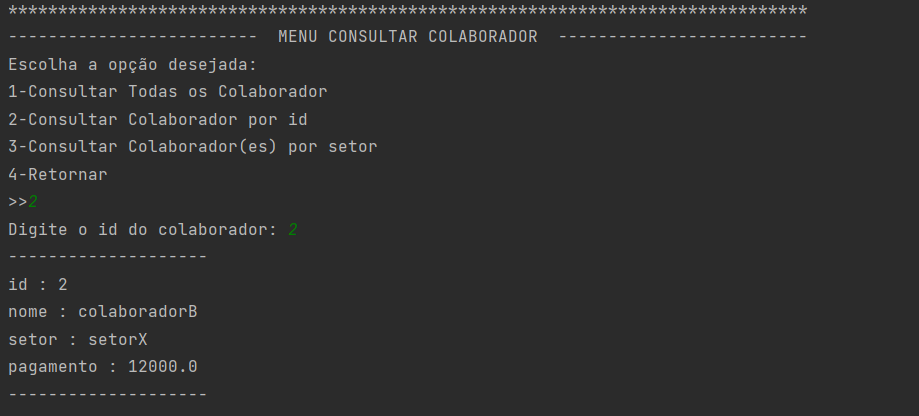 ********************************************************************************
-------------------------  MENU CONSULTAR COLABORADOR  -------------------------
Escolha a opção desejada:
1-Consultar Todas os Colaborador
2-Consultar Colaborador por id
3-Consultar Colaborador(es) por setor
4-Retornar
>>2
Digite o id do colaborador: 2
--------------------
id : 2
nome : colaboradorB
setor : setorX
pagamento : 12000.0
--------------------